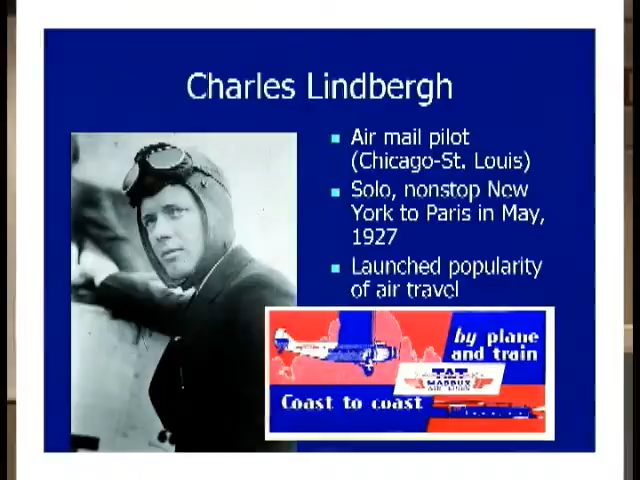 Charles Lindbergh
Air mail pilot
(Chicago-St. Louis)
Solo, nonstop New
York to Paris in May,
1927
Launched popularity
of air travel
by plane
and train
TAT
MADDUX
AIR LINES
Coast to coast